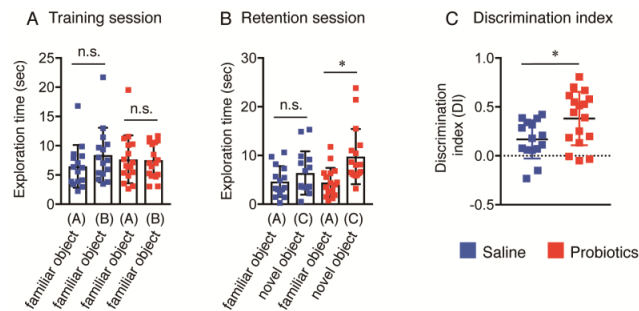 A Training session
Exploration time (sec)
25
20
15
10
5
0
n.s.
n.s.
(A) (B) (A) (B)
familiar object
familiar object
familiar object
familiar object
B Retention session
Exploration time (sec)
30
20
10
0
n.s.
*
(A) (C) (A) (C)
familiar object
novel object
familiar object
novel object
C Discrimination index
Discrimination
index (DI)
1.0
0.5
0.0
-0.5
*
Saline
Probiotics